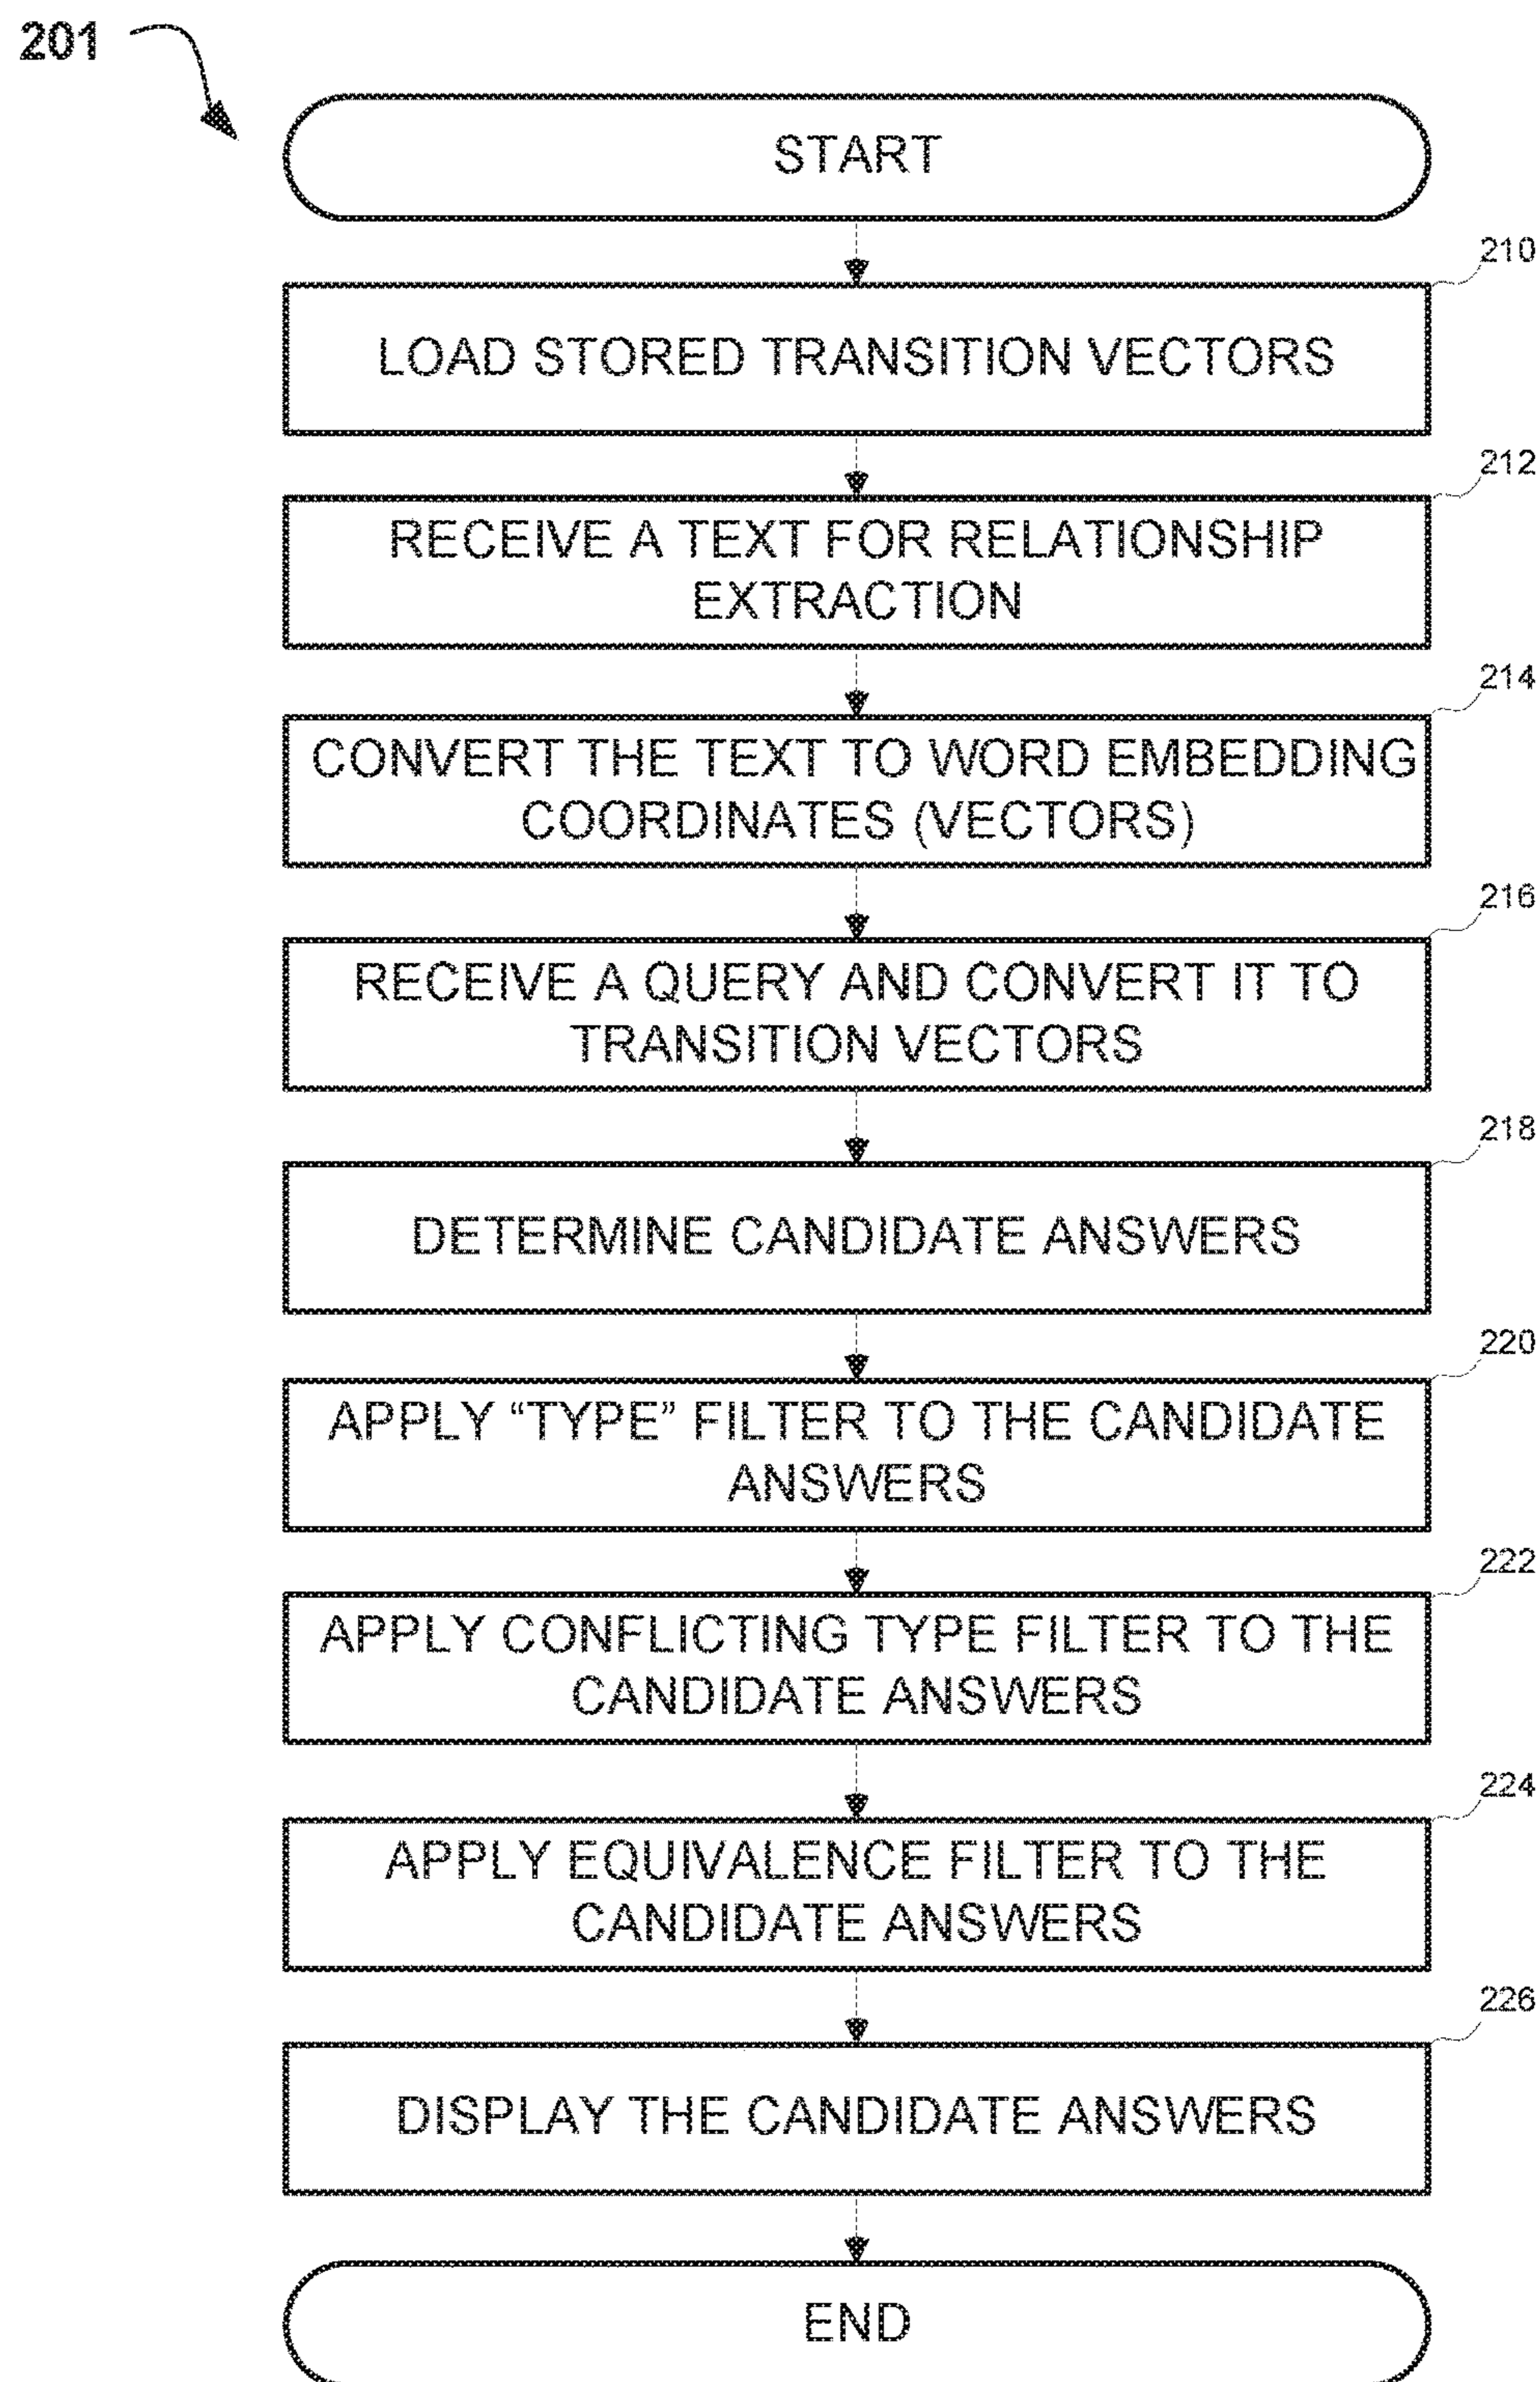 201
START
210
LOAD STORED TRANSITION VECTORS
212
RECEIVE A TEXT FOR RELATIONSHIP
EXTRACTION
214
CONVERT THE TEXT TO WORD EMBEDDING
COORDINATES (VECTORS)
216
RECEIVE A QUERY AND CONVERT IT TO
TRANSITION VECTORS
218
DETERMINE CANDIDATE ANSWERS
220
APPLY “TYPE” FILTER TO THE CANDIDATE
ANSWERS
222
APPLY CONFLICTING TYPE FILTER TO THE
CANDIDATE ANSWERS
224
APPLY EQUIVALENCE FILTER TO THE
CANDIDATE ANSWERS
226
DISPLAY THE CANDIDATE ANSWERS
END